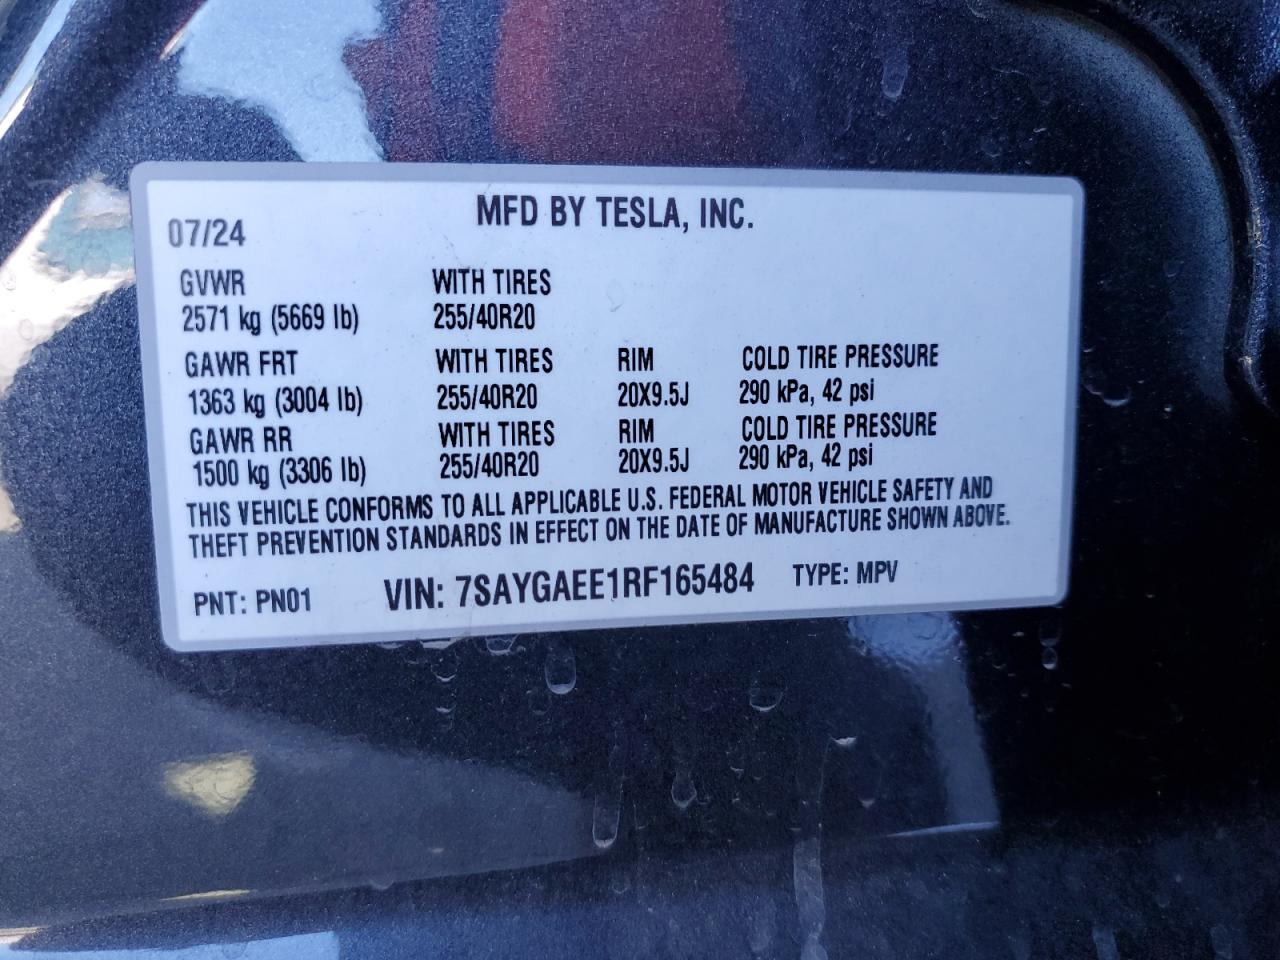 MFD BY TESLA, INC.
07/24
GVWR WITH TIRES
2571 kg (5669 lb) 255/40R20
GAWR FRT WITH TIRES RIM COLD TIRE PRESSURE
1363 kg (3004 lb) 255/40R20 20X9.5J 290 kPa, 42 psi
GAWR RR WITH TIRES RIM COLD TIRE PRESSURE
1500 kg (3306 lb) 255/40R20 20X9.5J 290 kPa, 42 psi
THIS VEHICLE CONFORMS TO ALL APPLICABLE U.S. FEDERAL MOTOR VEHICLE SAFETY AND
THEFT PREVENTION STANDARDS IN EFFECT ON THE DATE OF MANUFACTURE SHOWN ABOVE.
PNT: PN01 VIN: 7SAYGAEE1RF165484 TYPE: MPV